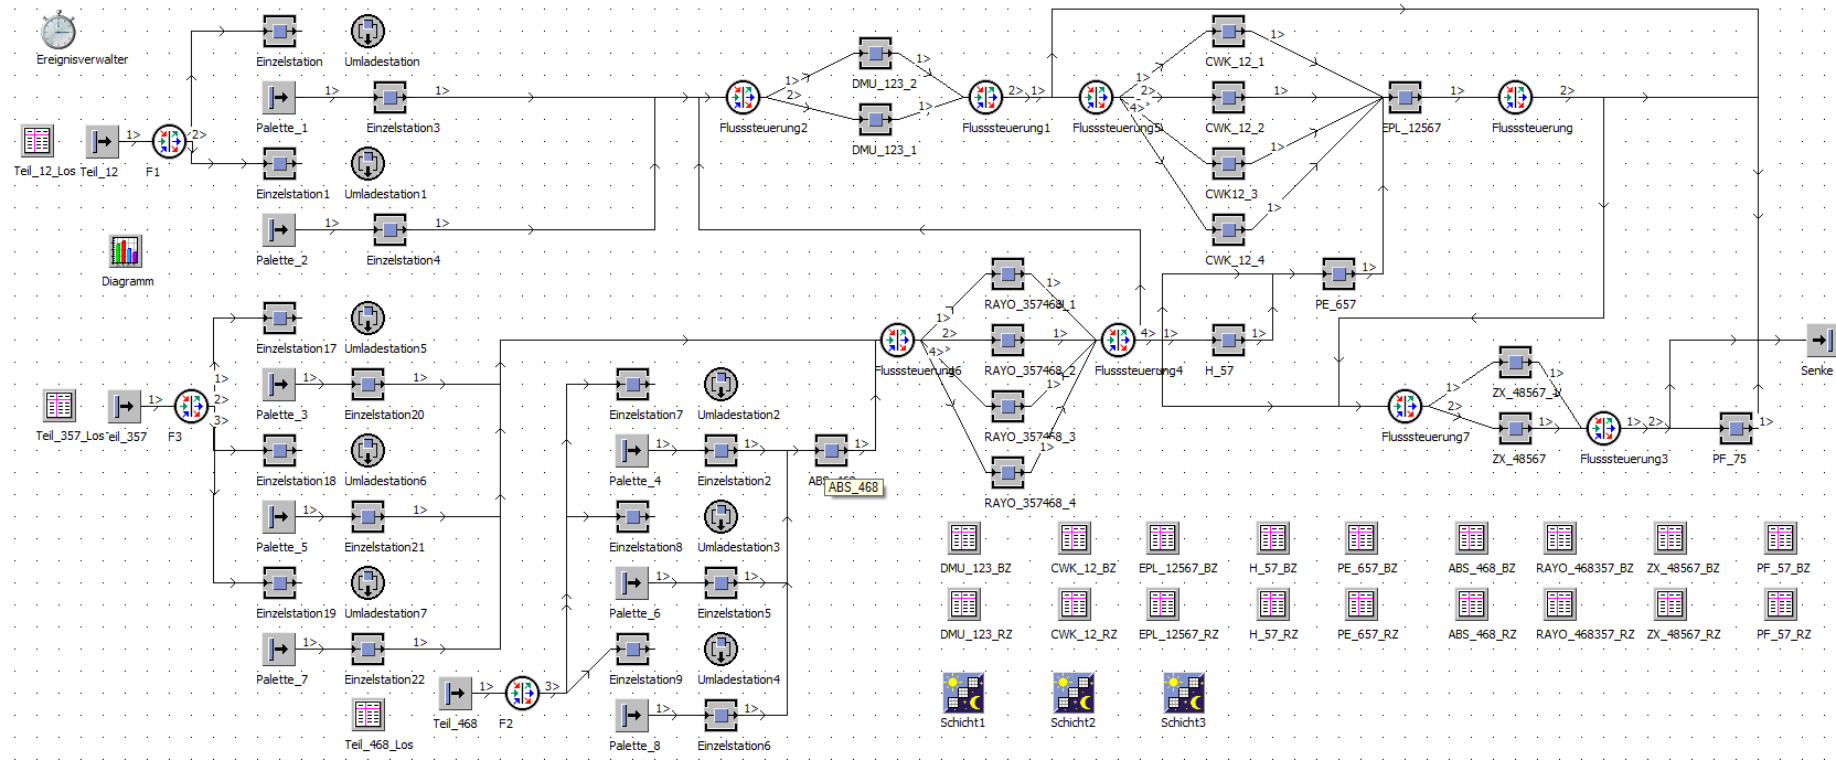 Ereignisverwalter
Einzelstation
Umladestation
DMU_123_2
CWK_12_1
Palette_1
Einzelstation3
Flusssteuerung2
Flusssteuerung1
Flusssteuerung5
CWK_12_2
EPL_12567
Flusssteuerung
DMU_123_1
Teil_12_Los
Teil_12
F1
Einzelstation1
Umladestation1
CWK12_3
Palette_2
Einzelstation4
CWK_12_4
Diagramm
RAYO_357468_1
PE_657
Einzelstation17
Umladestation5
Flusssteuerung6
RAYO_357468_2
Flusssteuerung4
H_57
Senke
ZX_48567_1
Palette_3
Einzelstation20
Einzelstation7
Umladestation2
Teil_357_Los
eil_357
F3
RAYO_357468_3
Flusssteuerung7
ZX_48567
Flusssteuerung3
PF_75
Einzelstation18
Umladestation6
Palette_4
Einzelstation2
ABS_468
RAYO_357468_4
Palette_5
Einzelstation21
Einzelstation8
Umladestation3
DMU_123_BZ
CWK_12_BZ
EPL_12567_BZ
H_57_BZ
PE_657_BZ
ABS_468_BZ
RAYO_468357_BZ
ZX_48567_BZ
PF_57_BZ
Einzelstation19
Umladestation7
Palette_6
Einzelstation5
DMU_123_RZ
CWK_12_RZ
EPL_12567_RZ
H_57_RZ
PE_657_RZ
ABS_468_RZ
RAYO_468357_RZ
ZX_48567_RZ
PF_57_RZ
Palette_7
Einzelstation22
Einzelstation9
Umladestation4
Teil_468
F2
Schicht1
Schicht2
Schicht3
Teil_468_Los
Palette_8
Einzelstation6